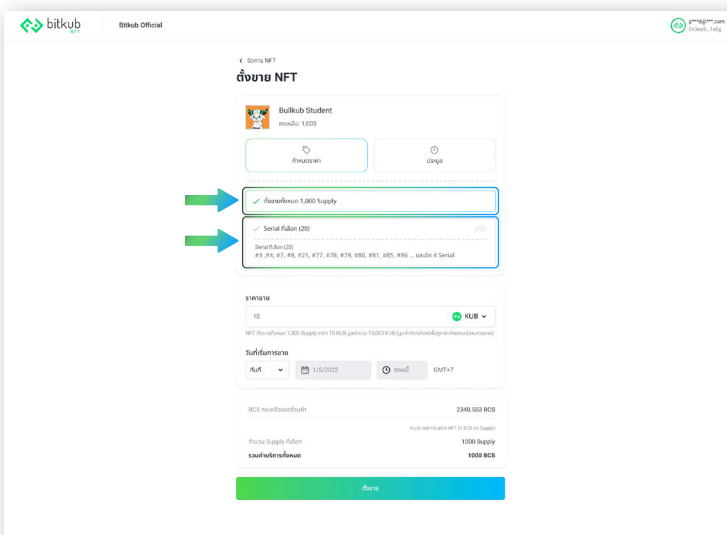 bitkub
NFT
Bitkub Official
p***d@***.com
จัดการ NFT
ตั้งขาย NFT
Bullkub Student
คงเหลือ: 1,000
กำหนดราคา
ประมูล
ตั้งขายทั้งหมด 1,000 Supply
Serial ที่เลือก (20)
แก้ไข
Serial ที่เลือก (20)
#3 ,#4, #7, #9, #21, #77, #78, #79, #80, #81, #85, #86 ... และอีก 4 Serial
ราคาขาย
10
KUB
วันที่เริ่มการขาย
ทันที
1/5/2022
ตอนนี้
GMT+7
BCS คงเหลือของร้านค้า
2340.553 BCS
จำนวน Supply ที่เลือก
1000 Supply
รวมค่าบริการทั้งหมด
1000 BCS
ตั้งขาย